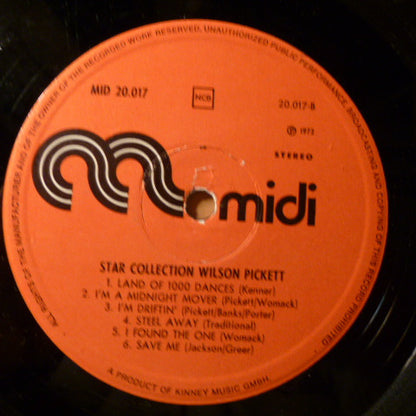 ALL RIGHTS OF THE MANUFACTURER AND OF THE OWNER OF THE RECORDED WORK RESERVED. UNAUTHORIZED PUBLIC PERFORMANCE, BROADCASTING AND COPYING OF THIS RECORD PROHIBITED
MID 20.017
NCB
20.017-B
℗ 1973
STEREO
midi
STAR COLLECTION WILSON PICKETT
1. LAND OF 1000 DANCES (Kenner)
2. I'M A MIDNIGHT MOVER (Pickett/Womack)
3. I'M DRIFTIN' (Pickett/Banks/Porter)
4. STEEL AWAY (Traditional)
5. I FOUND THE ONE (Womack)
6. SAVE ME (Jackson/Greer)
A PRODUCT OF KINNEY MUSIC GMBH.